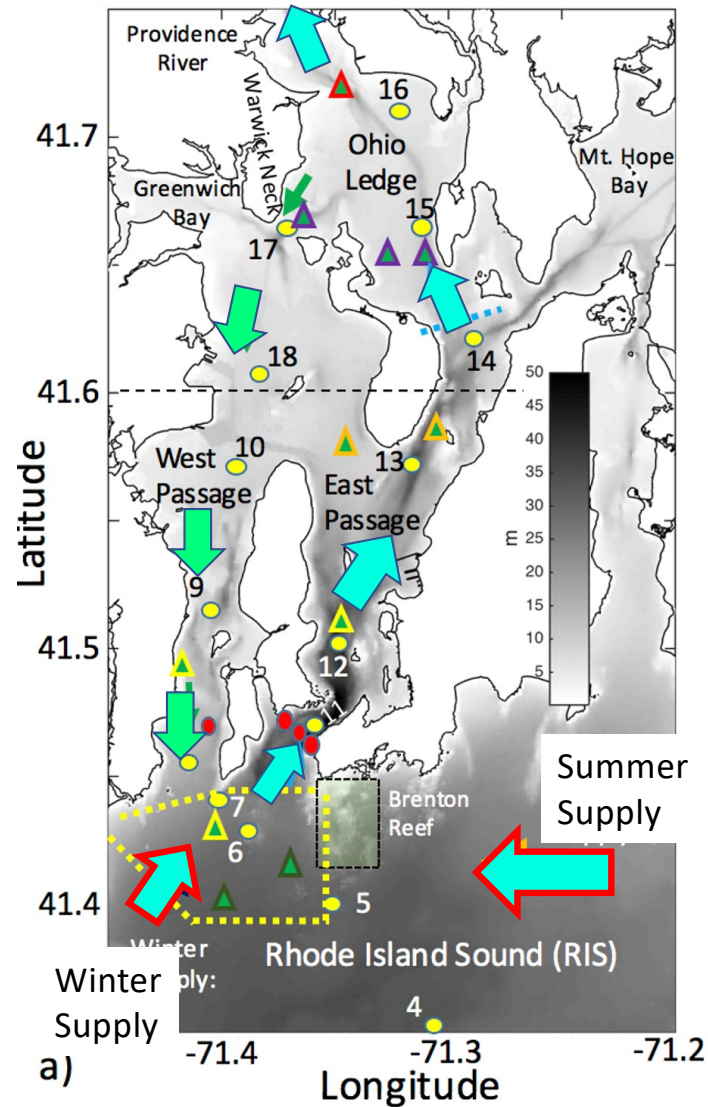 Providence
River
Warwick Neck
16
41.7
Ohio
Ledge
Mt. Hope
Bay
Greenwich
Bay
15
17
14
18
50
45
40
35
30
25
20
15
10
5
m
41.6
10
West
Passage
13
East
Passage
Latitude
9
41.5
12
11
Summer
Supply
7
Brenton
Reef
6
41.4
5
Rhode Island Sound (RIS)
Winter
Supply
4
a)
-71.4
-71.3
-71.2
Longitude